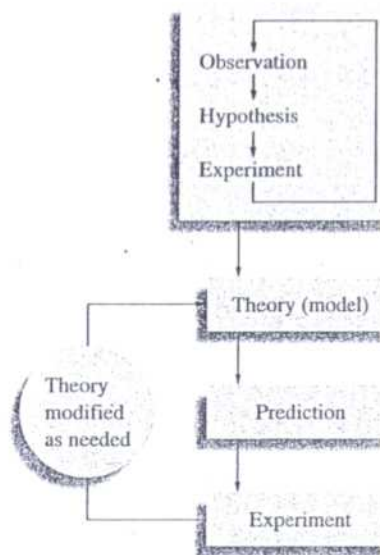 Observation
Hypothesis
Experiment
Theory (model)
Theory
modified
as needed
Prediction
Experiment